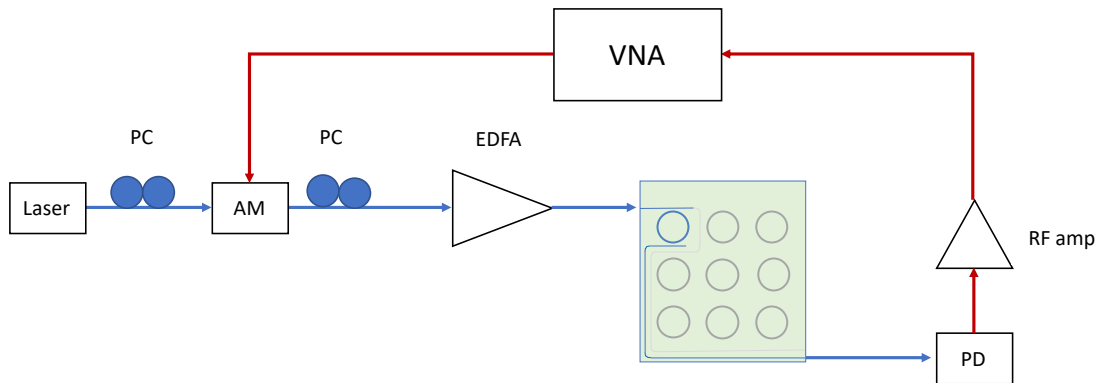 VNA
PC
PC
EDFA
Laser
AM
RF amp
PD